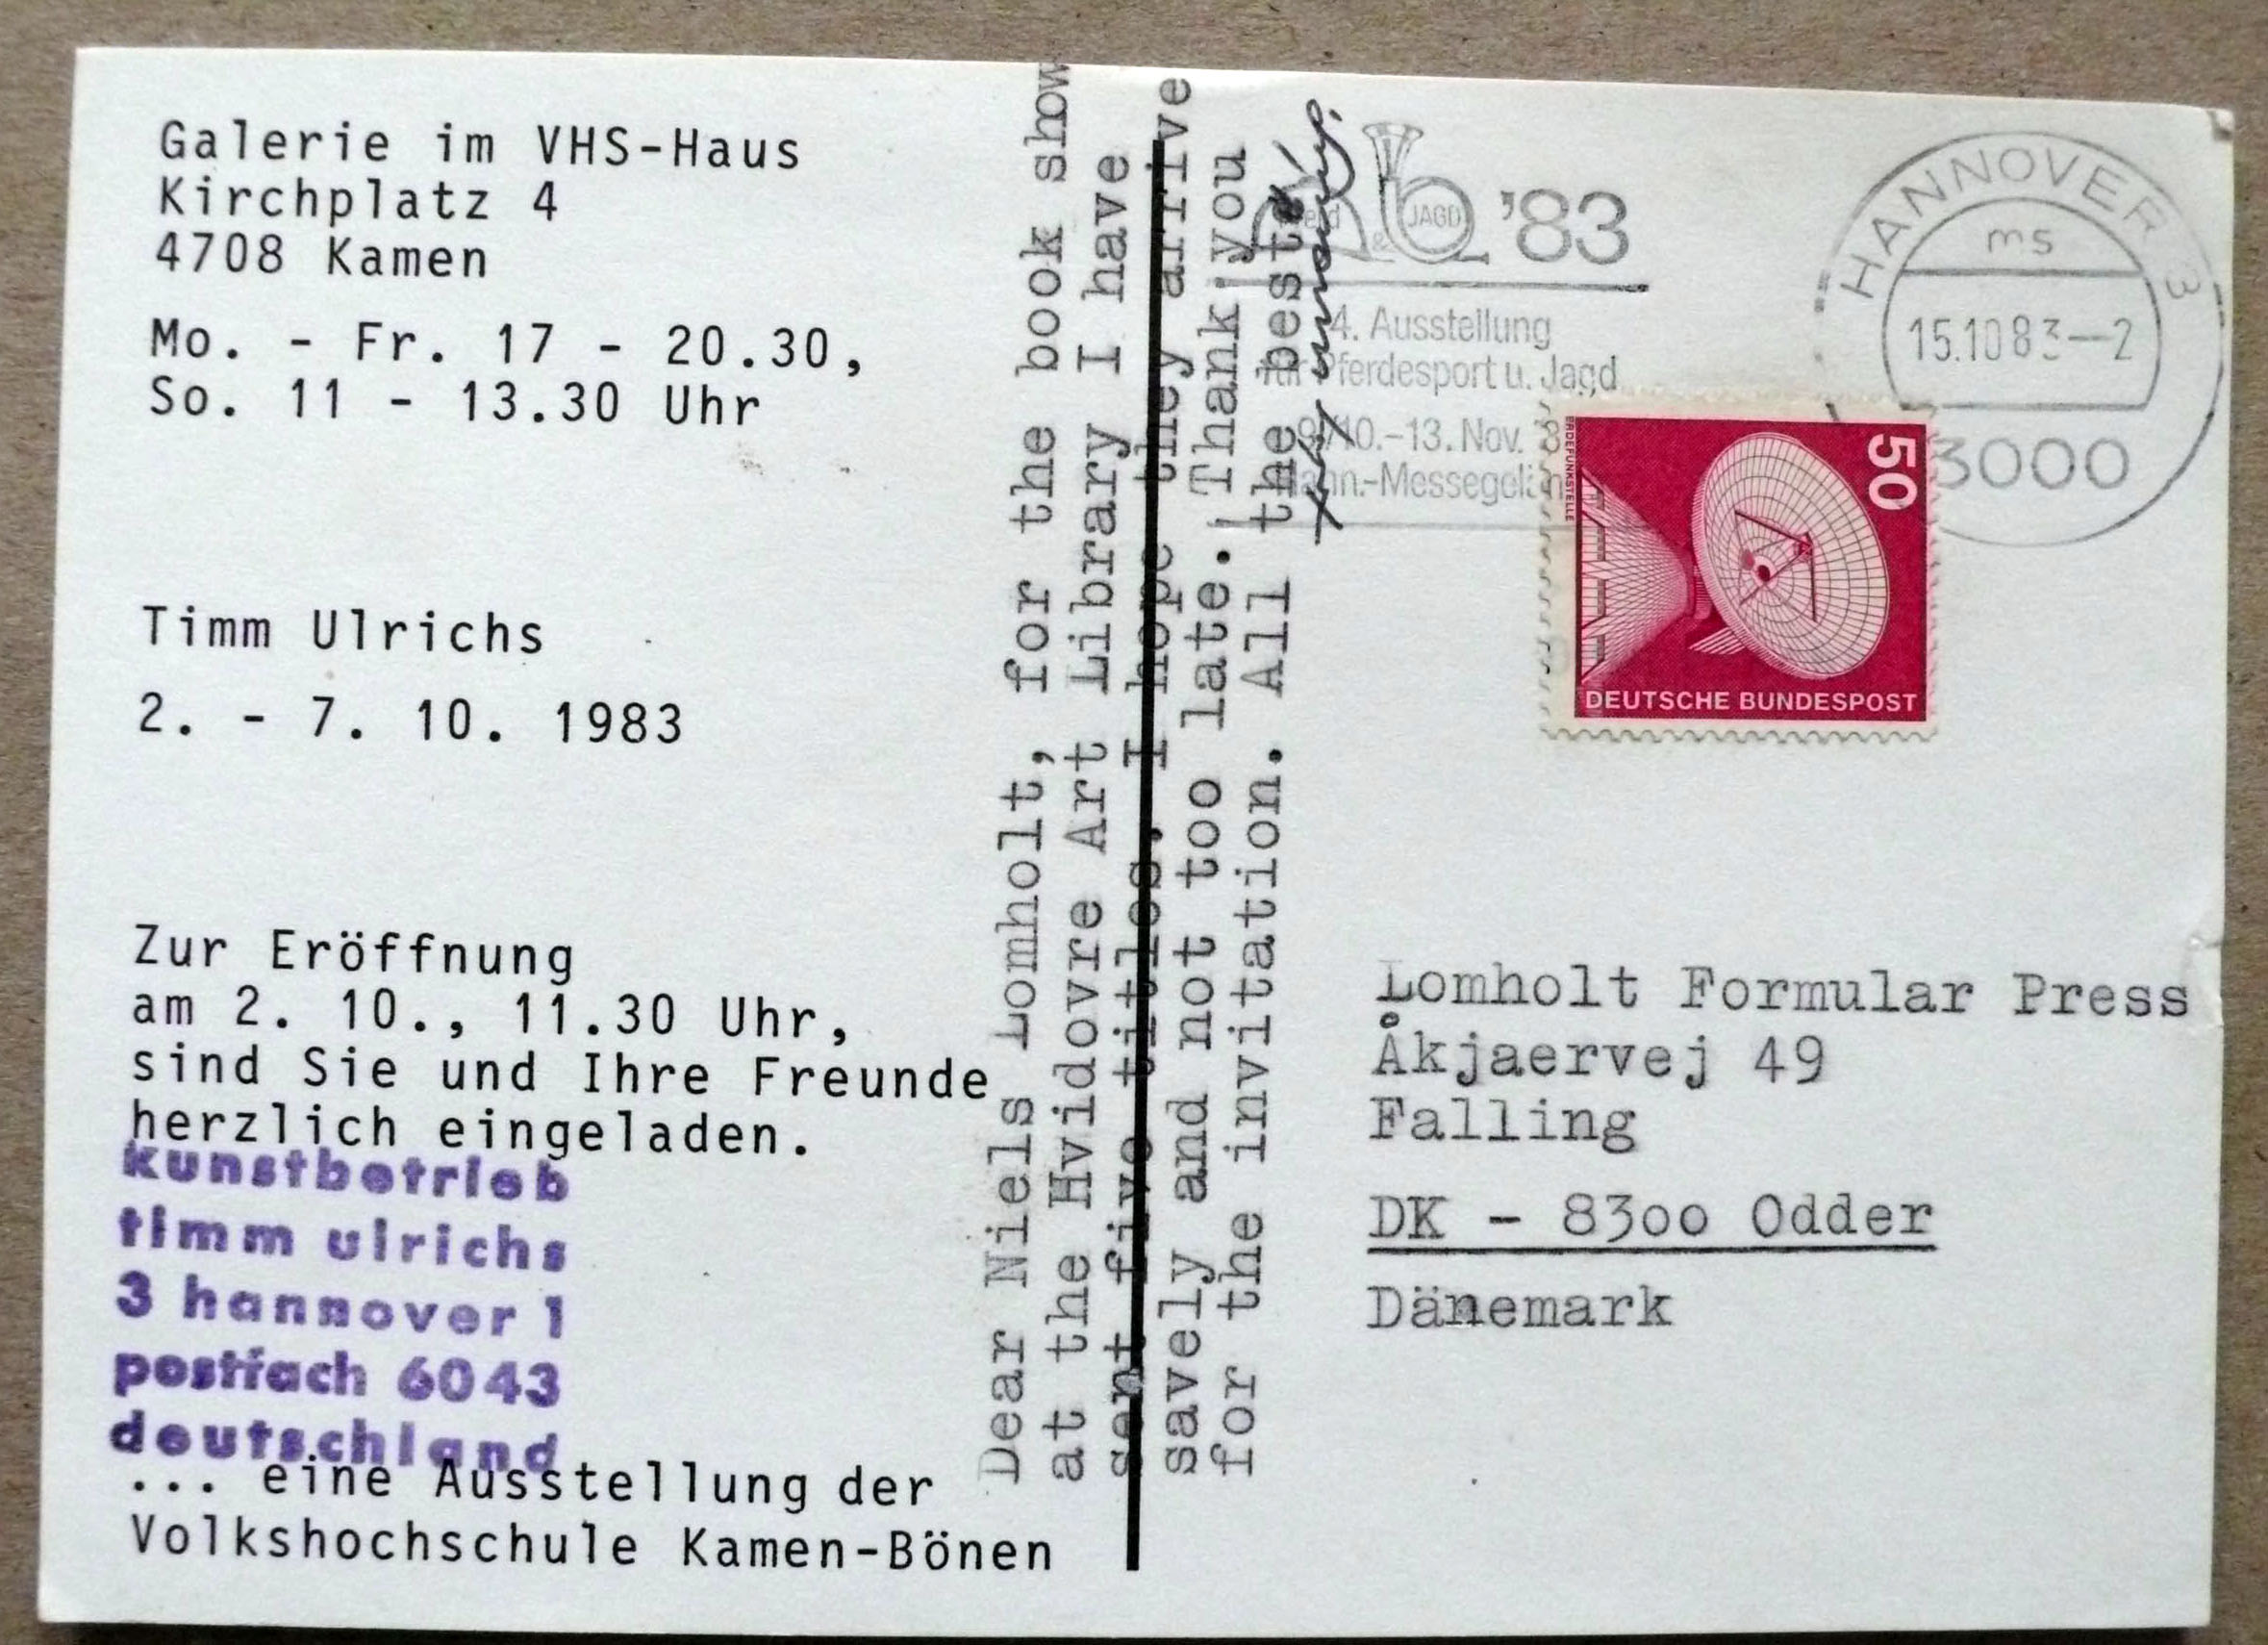 Galerie im VHS-Haus
Kirchplatz 4
4708 Kamen
Mo. - Fr. 17 - 20.30,
So. 11 - 13.30 Uhr
Timm Ulrichs
2. - 7. 10. 1983
Zur Eröffnung
am 2. 10., 11.30 Uhr,
sind Sie und Ihre Freunde
herzlich eingeladen.
kunstbetrieb
timm ulrichs
3 hannover 1
postfach 6043
deutschland
... eine Ausstellung der
Volkshochschule Kamen-Bönen
Dear Niels Lomholt, for the book show
at the Hvidovre Art Library I have
sent five titles. I hope they arrive
savely and not too late. Thank you
for the invitation. All the best,
JAGD '83
4. Ausstellung
für Pferdesport u. Jagd
10.-13. Nov.
Hann.-Messegelän
HANNOVER 3
ms
15.10 83-2
3000
50
ERDEFUNKSTELLE
DEUTSCHE BUNDESPOST
Lomholt Formular Press
Åkjaervej 49
Falling
DK - 8300 Odder
Dänemark